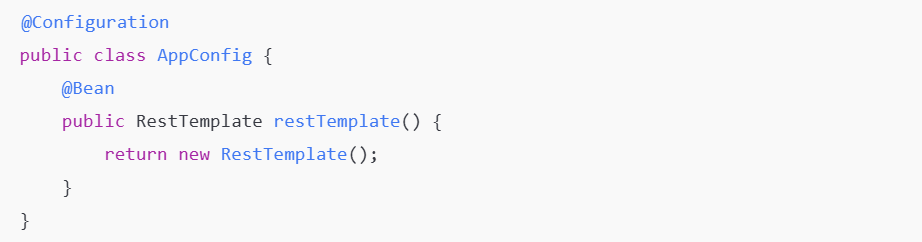 @Configuration
public class AppConfig {
    @Bean
    public RestTemplate restTemplate() {
        return new RestTemplate();
    }
}